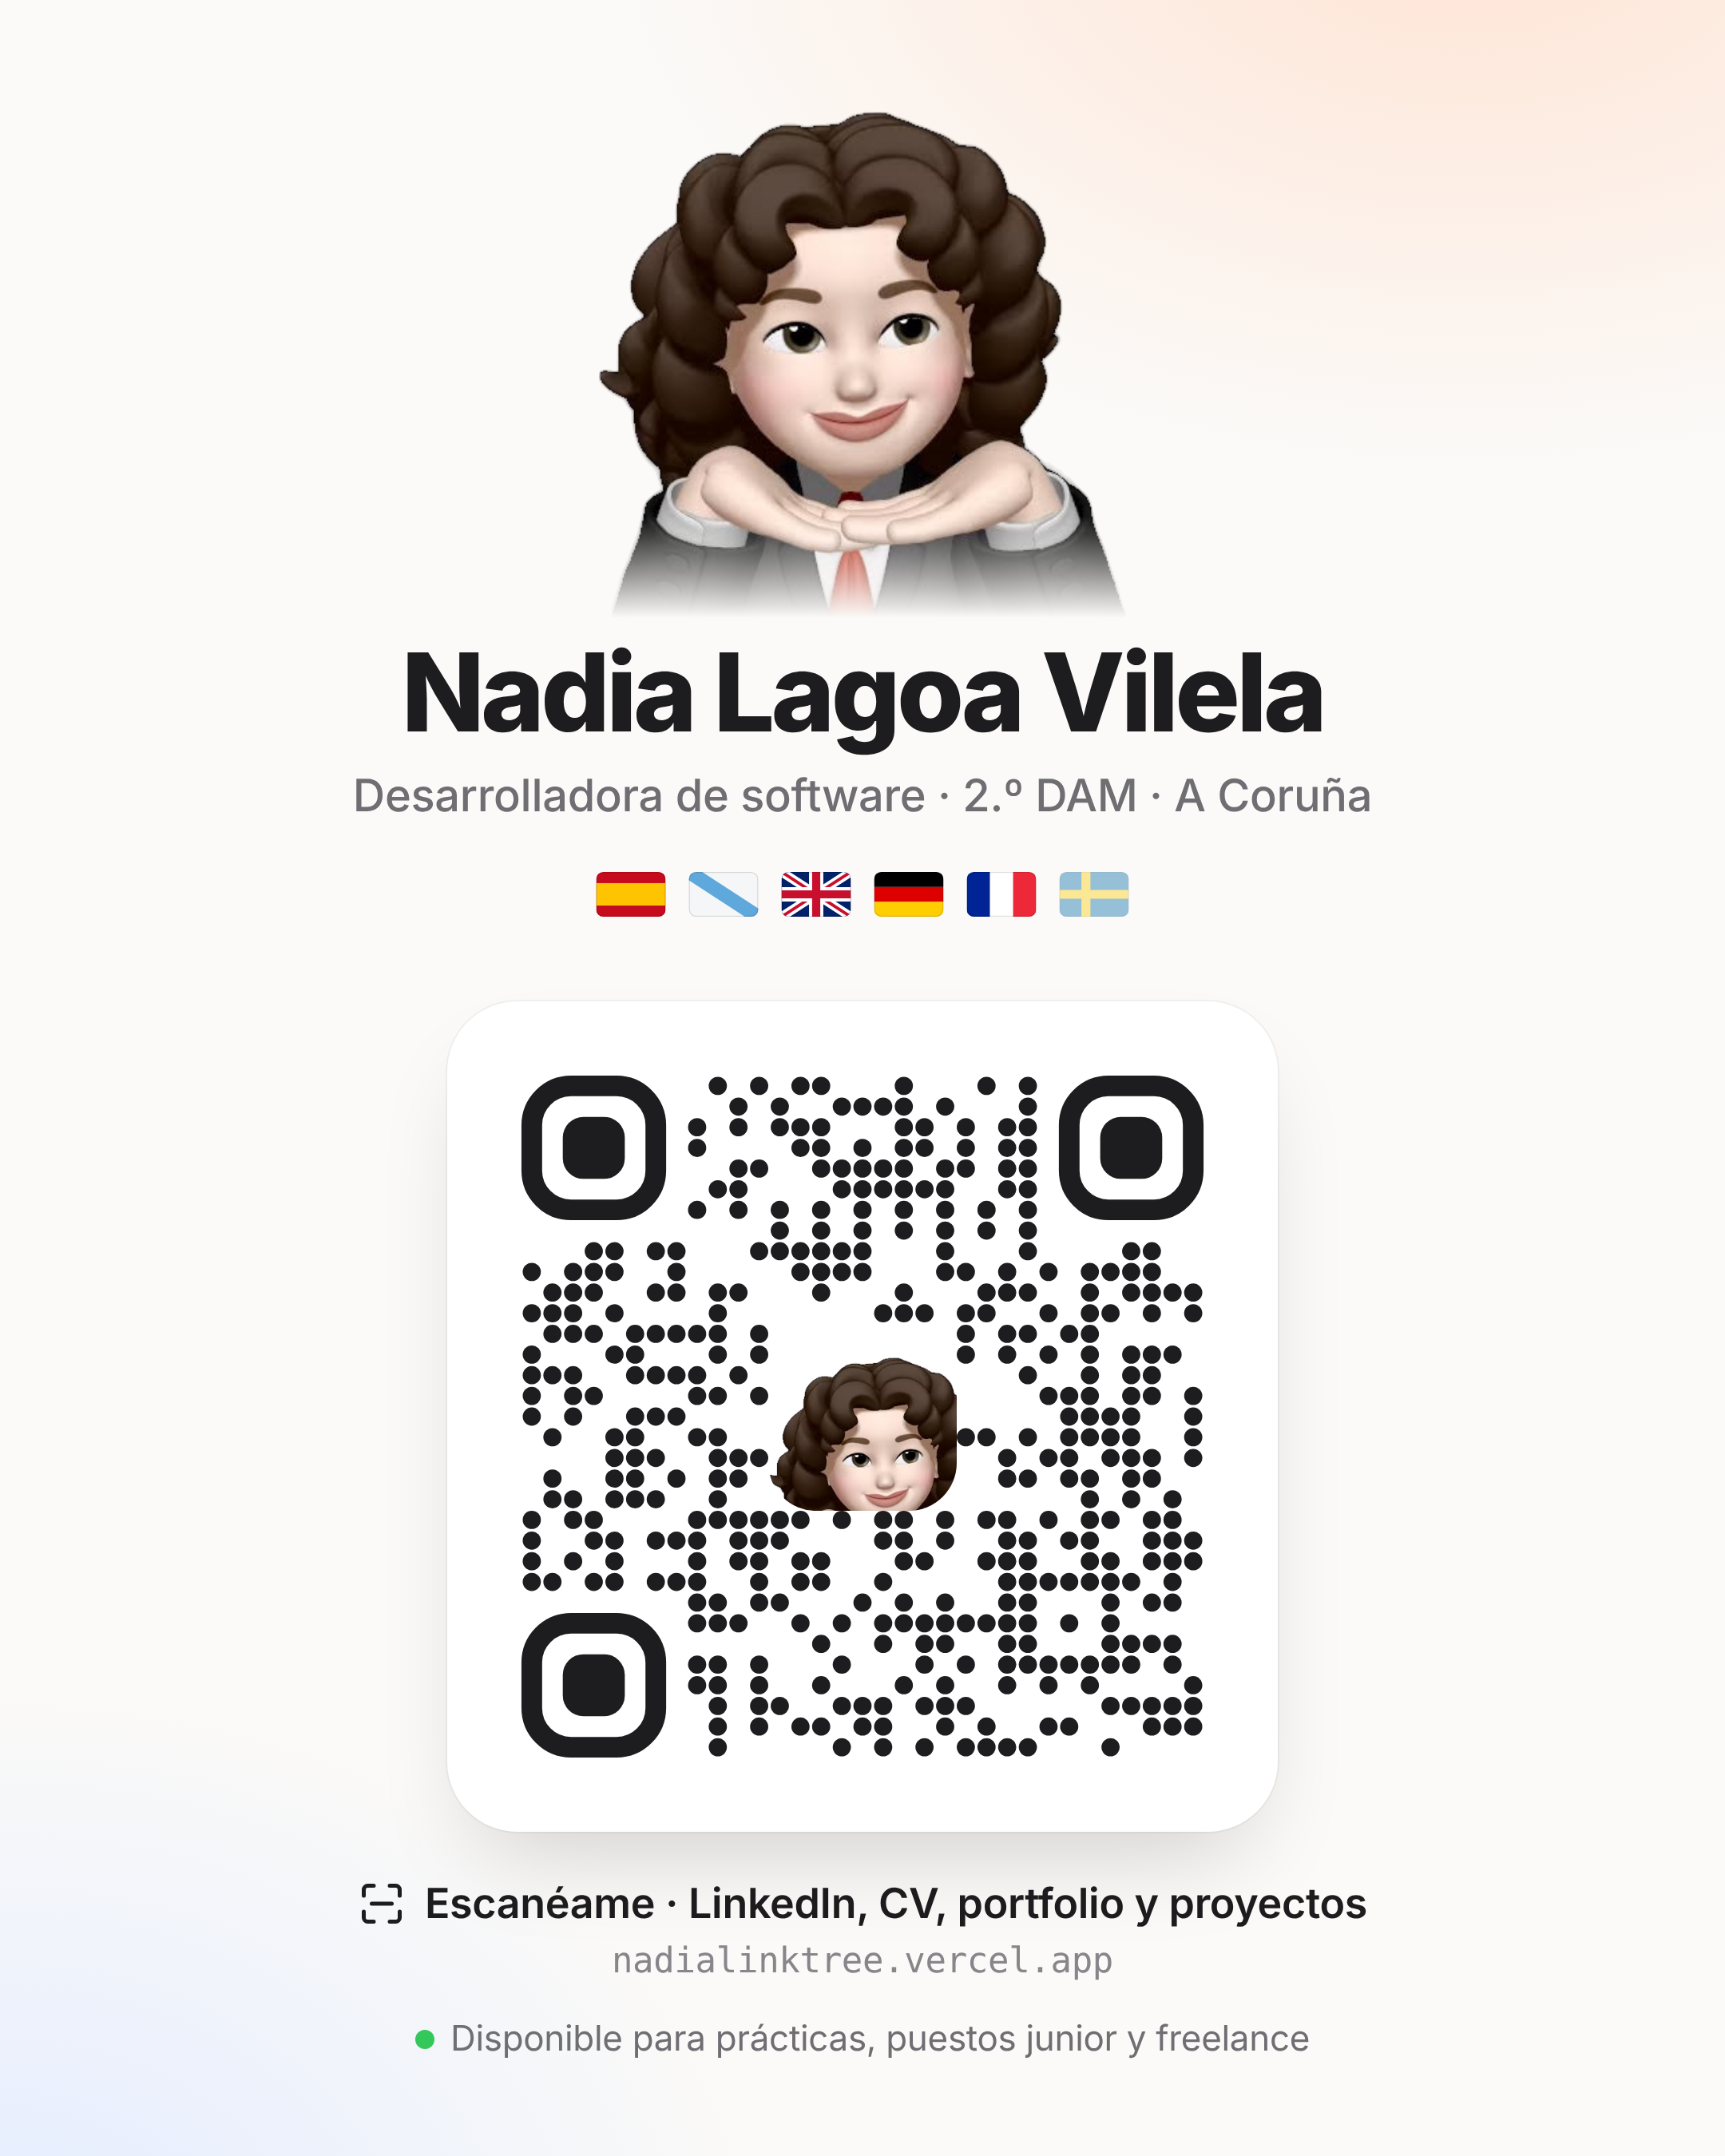 Nadia Lagoa Vilela
Desarrolladora de software · 2.º DAM · A Coruña
Escanéame · LinkedIn, CV, portfolio y proyectos
nadialinktree.vercel.app
Disponible para prácticas, puestos junior y freelance